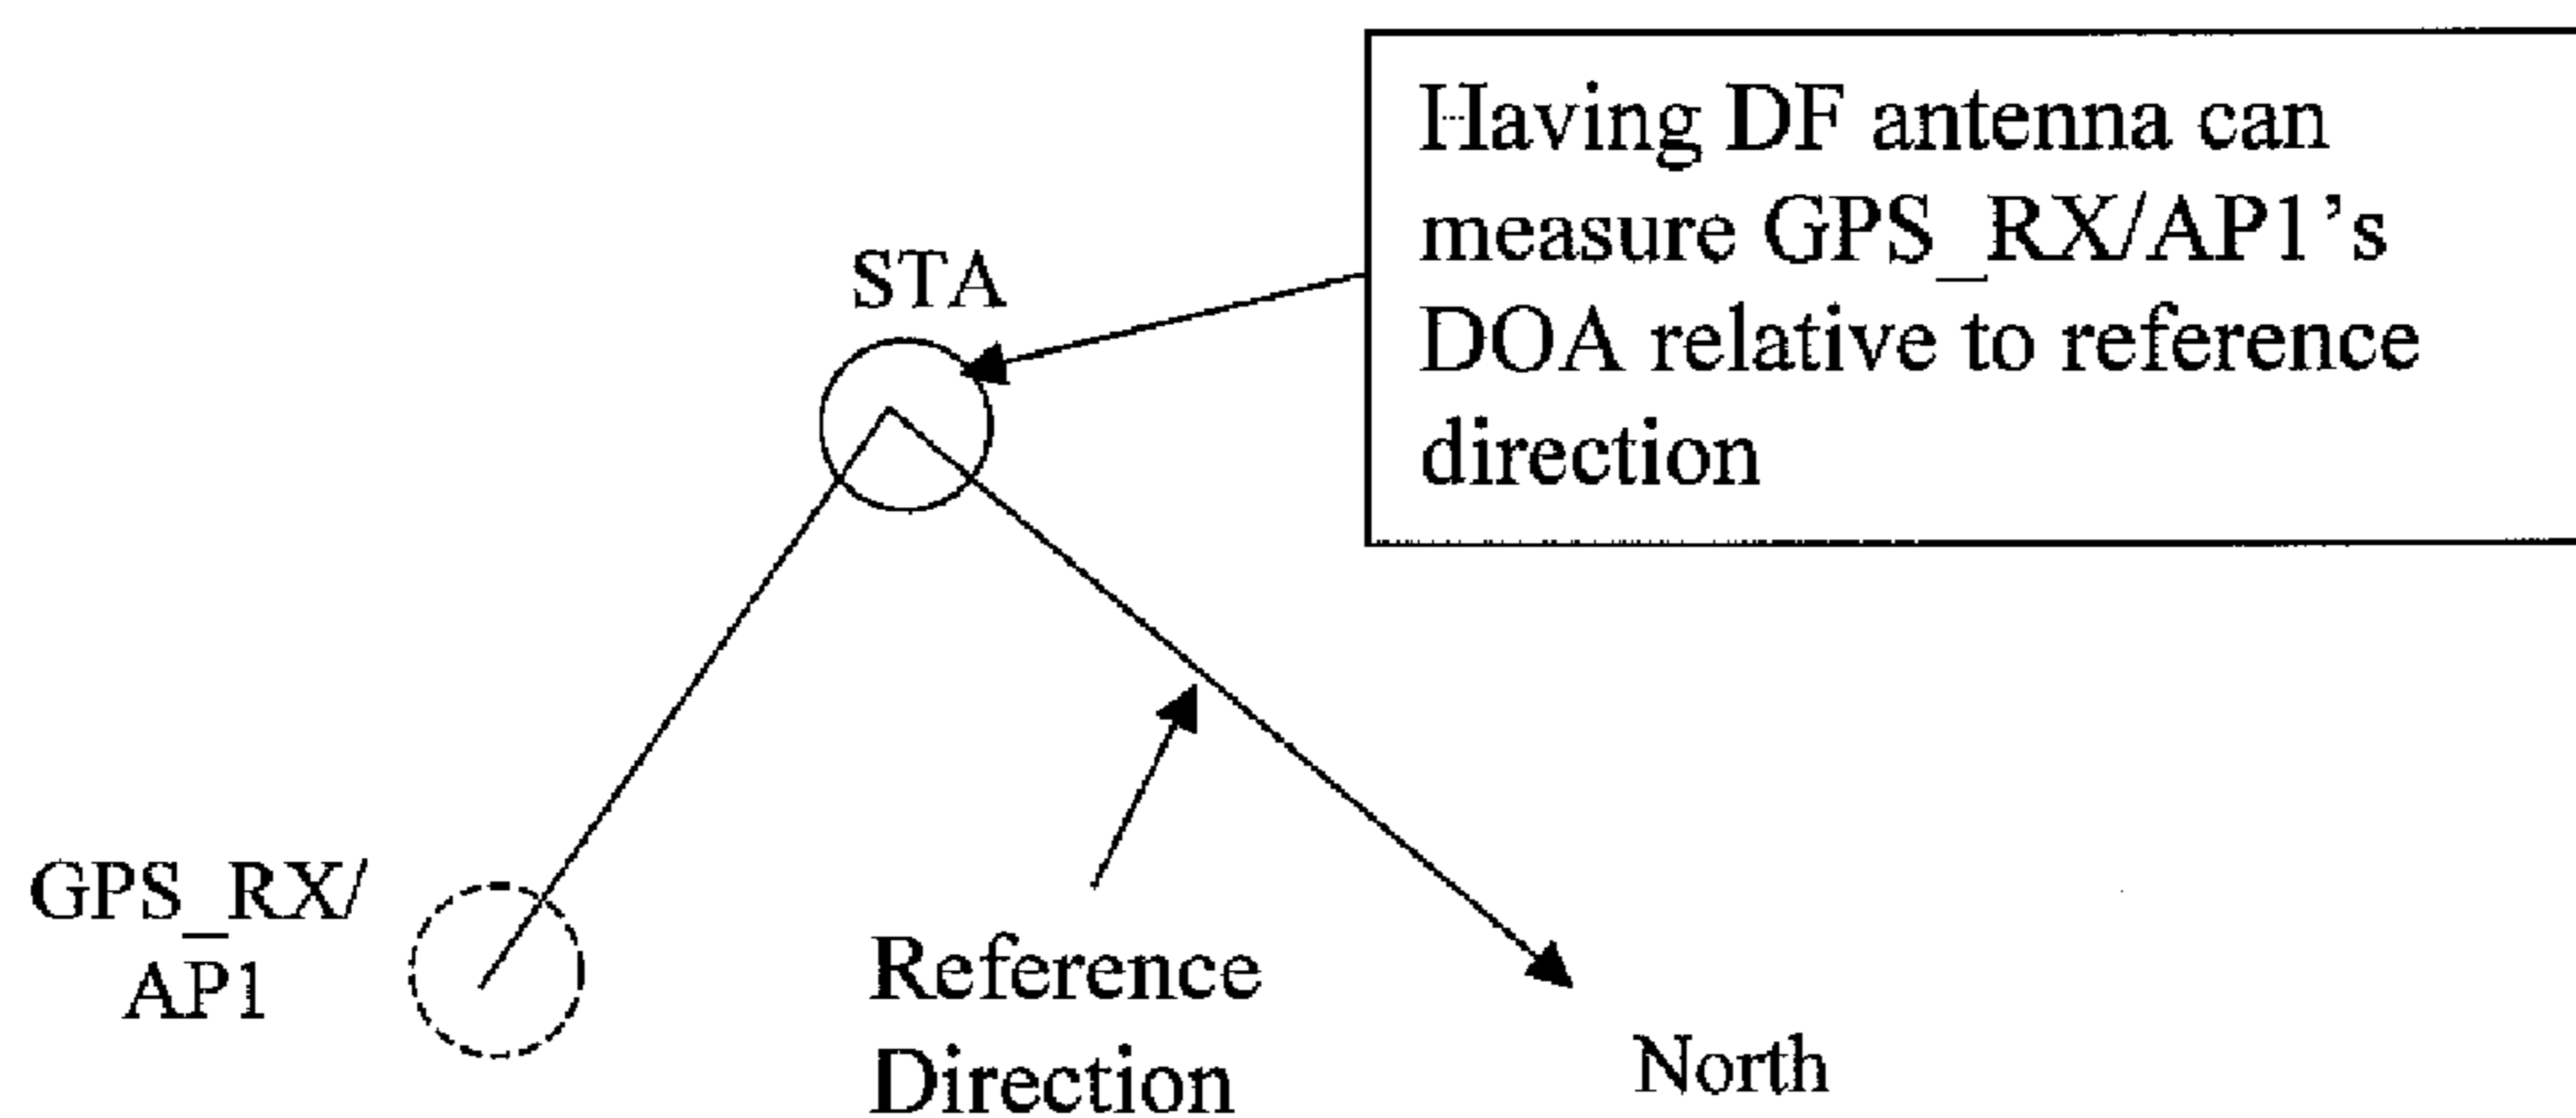 Having DF antenna can
measure GPS_RX/AP1's
DOA relative to reference
direction
STA
GPS_RX/
AP1
Reference
Direction
North